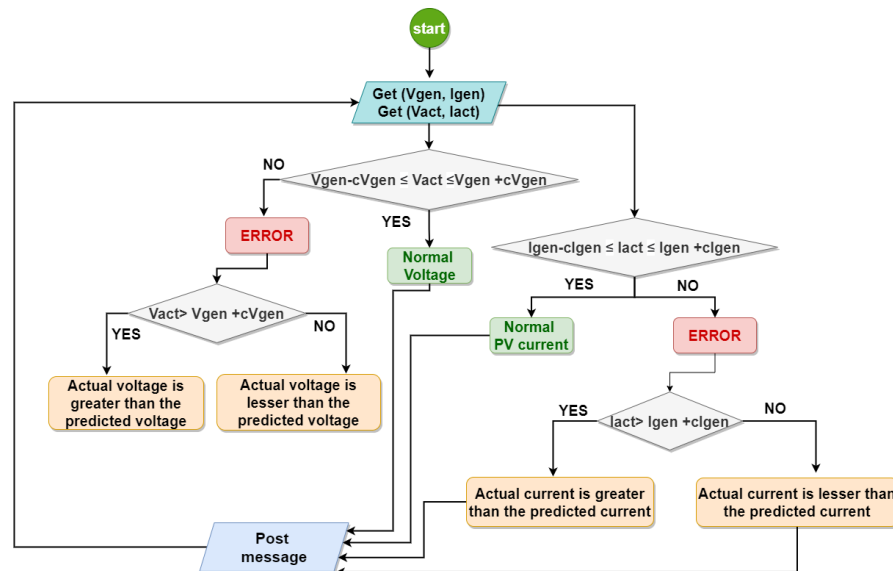 start
Get (Vgen, Igen)
Get (Vact, Iact)
NO
Vgen-cVgen ≤ Vact ≤Vgen +cVgen
YES
ERROR
Normal
Voltage
Igen-cIgen ≤ Iact ≤ Igen +cIgen
YES
NO
Vact> Vgen +cVgen
YES
NO
Normal
PV current
ERROR
Actual voltage is
greater than the
predicted voltage
Actual voltage is
lesser than the
predicted voltage
YES
Iact> Igen +cIgen
NO
Actual current is greater
than the predicted current
Actual current is lesser than
the predicted current
Post
message